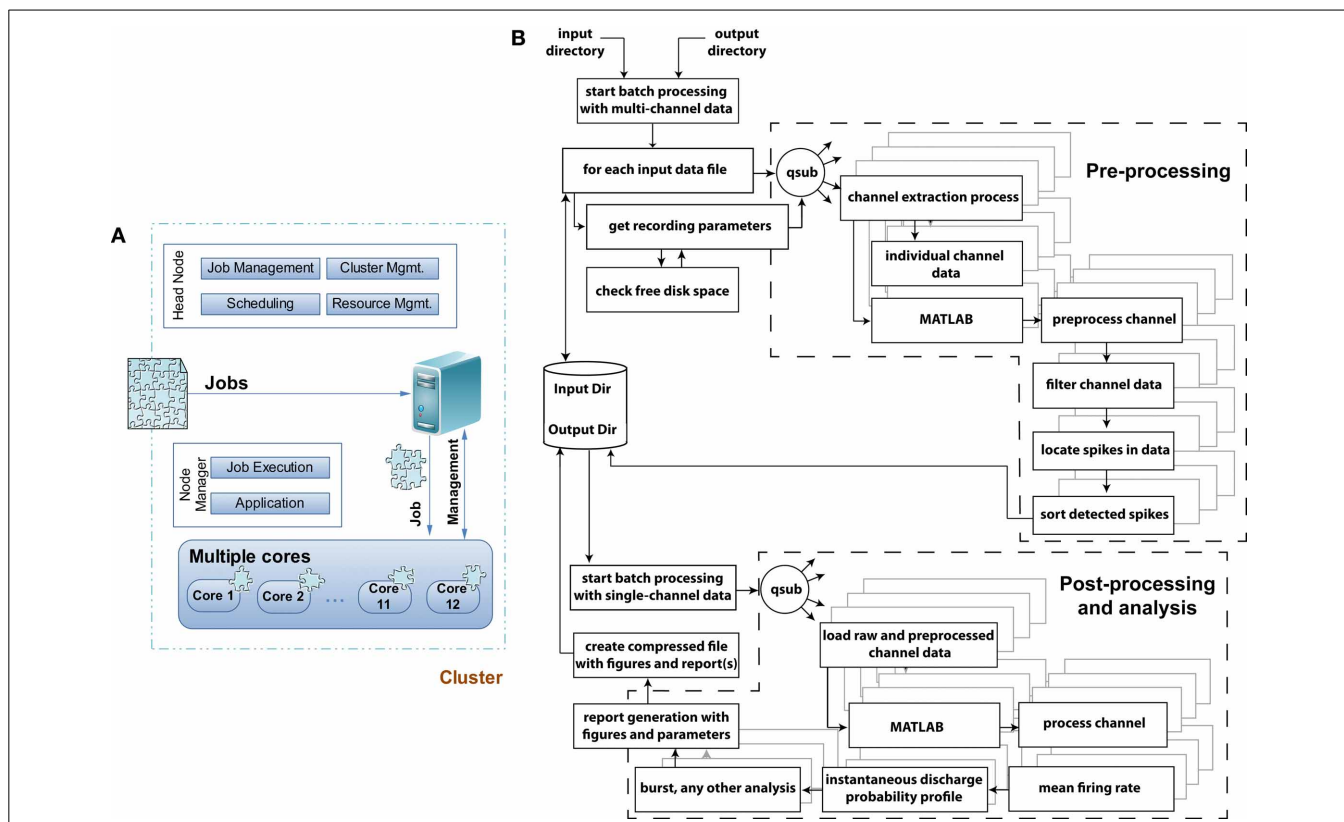 A
Head Node
Job Management
Cluster Mgmt.
Scheduling
Resource Mgmt.
Jobs
Node
Manager
Job Execution
Application
Job
Management
Multiple cores
Core 1
Core 2
...
Core
11
Core
12
Cluster
B
input
directory
output
directory
start batch processing
with multi-channel data
for each input data file
qsub
get recording parameters
check free disk space
Pre-processing
channel extraction process
individual channel
data
MATLAB
preprocess channel
filter channel data
locate spikes in data
sort detected spikes
Input Dir
Output Dir
start batch processing
with single-channel data
qsub
Post-processing
and analysis
load raw and preprocessed
channel data
MATLAB
process channel
mean firing rate
instantaneous discharge
probability profile
burst, any other analysis
report generation with
figures and parameters
create compressed file
with figures and report(s)